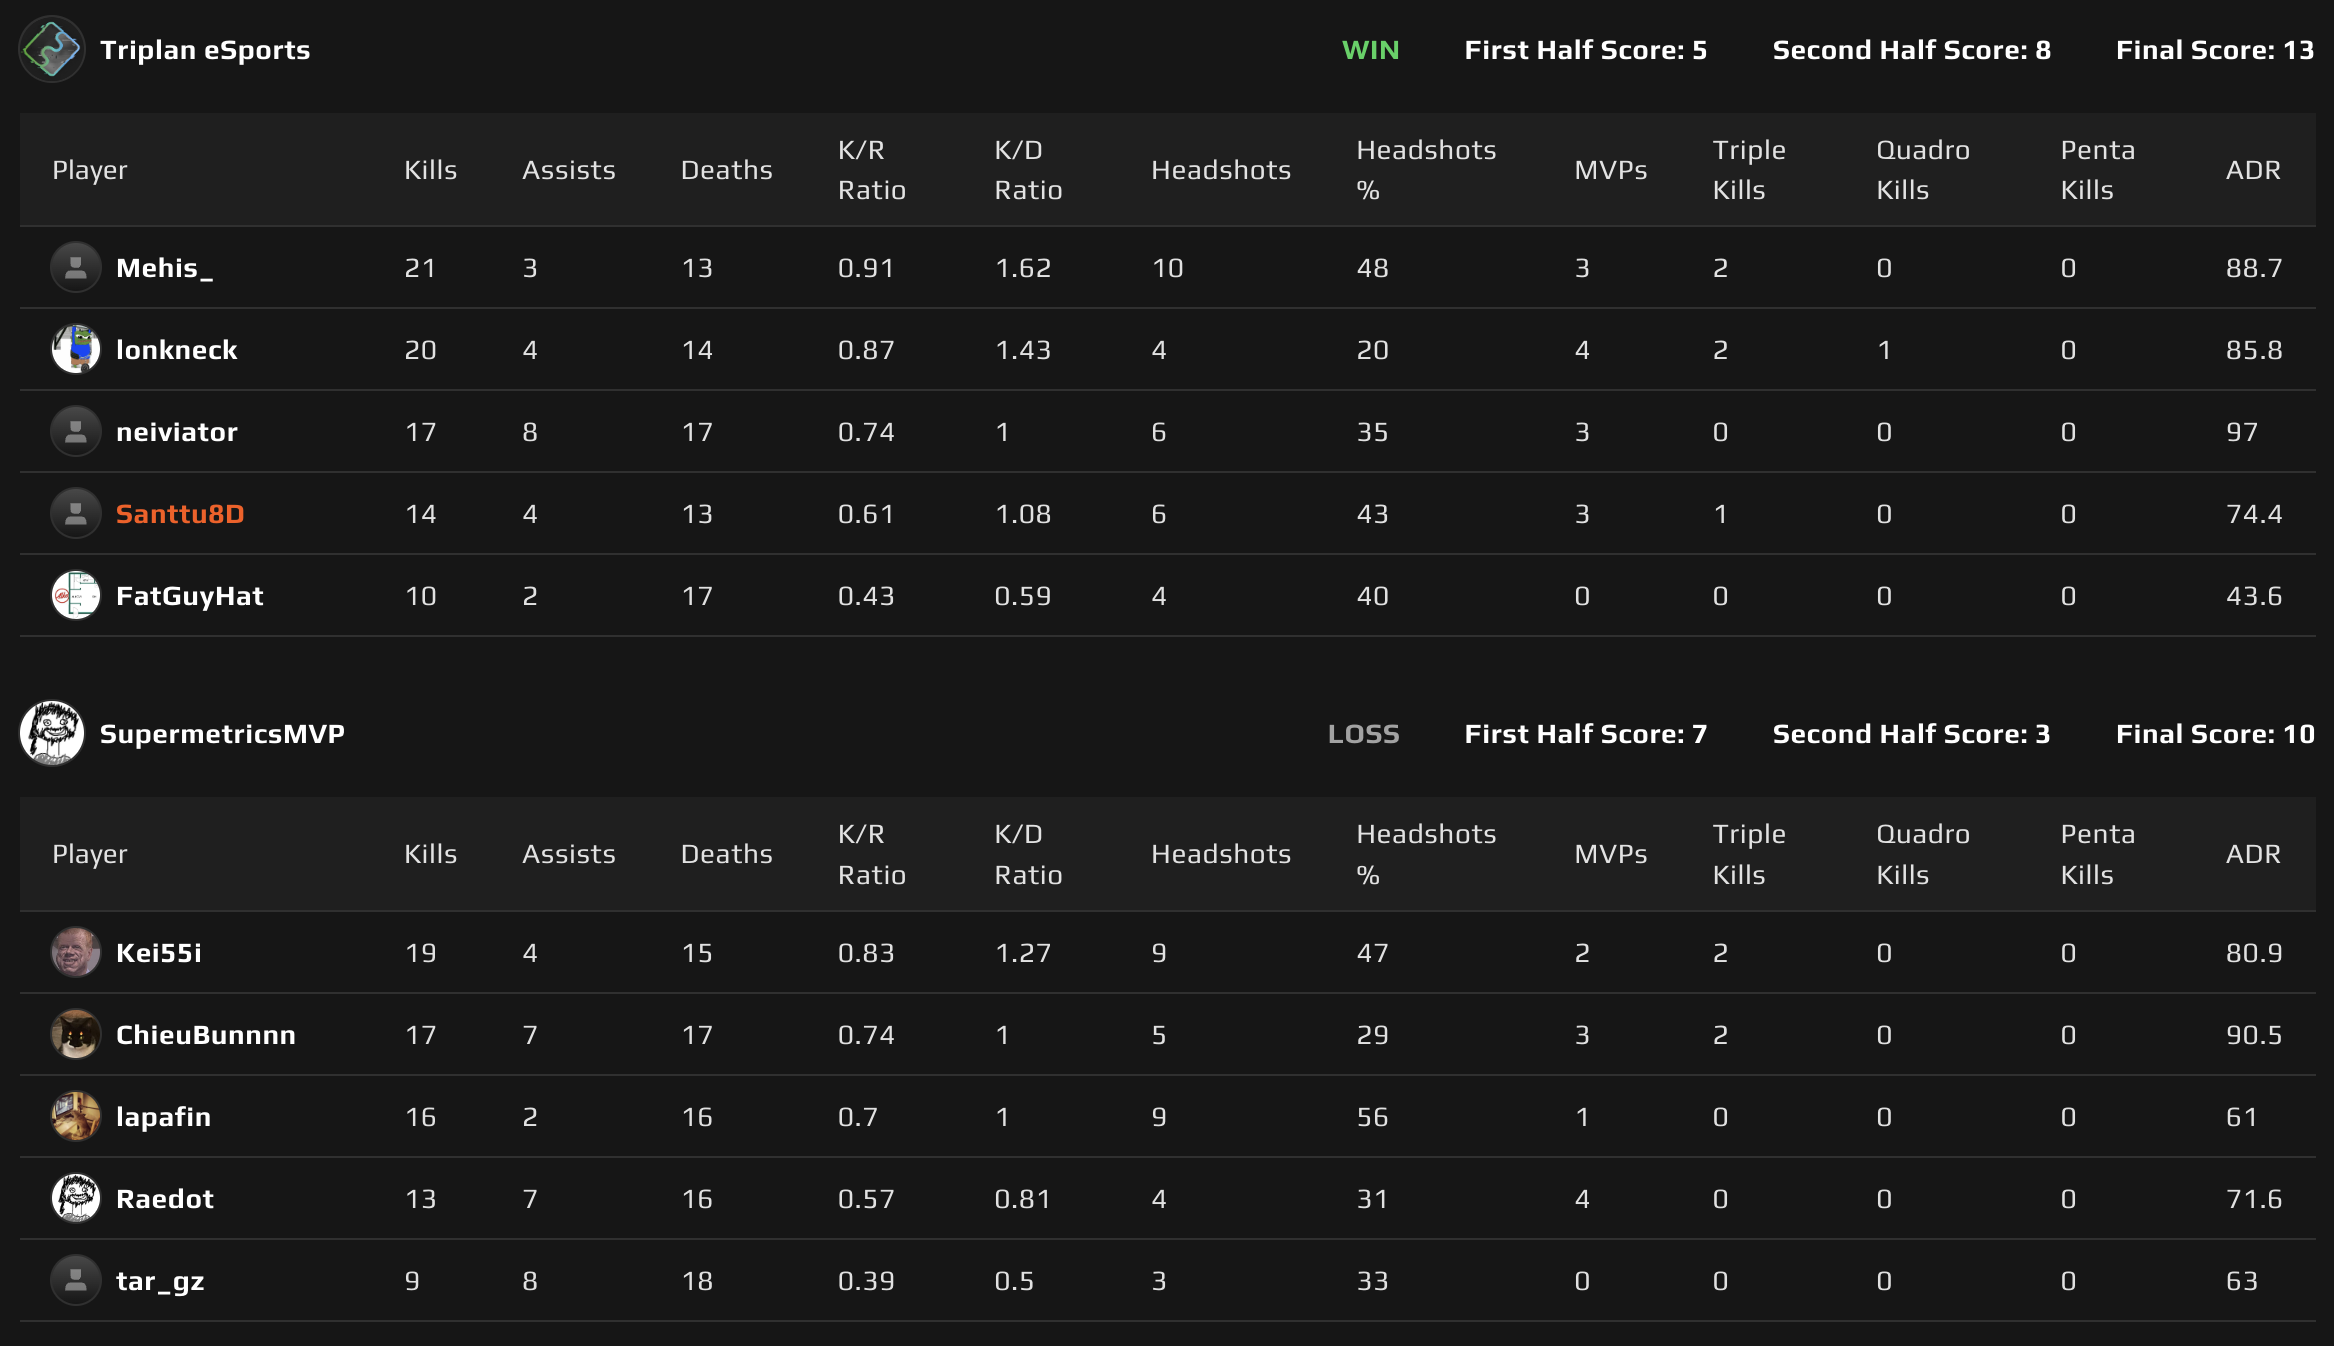 Triplan eSports WIN First Half Score: 5 Second Half Score: 8 Final Score: 13
Player Kills Assists Deaths K/R Ratio K/D Ratio Headshots Headshots % MVPs Triple Kills Quadro Kills Penta Kills ADR
Mehis_ 21 3 13 0.91 1.62 10 48 3 2 0 0 88.7
lonkneck 20 4 14 0.87 1.43 4 20 4 2 1 0 85.8
neiviator 17 8 17 0.74 1 6 35 3 0 0 0 97
Santtu8D 14 4 13 0.61 1.08 6 43 3 1 0 0 74.4
FatGuyHat 10 2 17 0.43 0.59 4 40 0 0 0 0 43.6
SupermetricsMVP LOSS First Half Score: 7 Second Half Score: 3 Final Score: 10
Player Kills Assists Deaths K/R Ratio K/D Ratio Headshots Headshots % MVPs Triple Kills Quadro Kills Penta Kills ADR
Kei55i 19 4 15 0.83 1.27 9 47 2 2 0 0 80.9
ChieuBunnnn 17 7 17 0.74 1 5 29 3 2 0 0 90.5
lapafin 16 2 16 0.7 1 9 56 1 0 0 0 61
Raedot 13 7 16 0.57 0.81 4 31 4 0 0 0 71.6
tar_gz 9 8 18 0.39 0.5 3 33 0 0 0 0 63